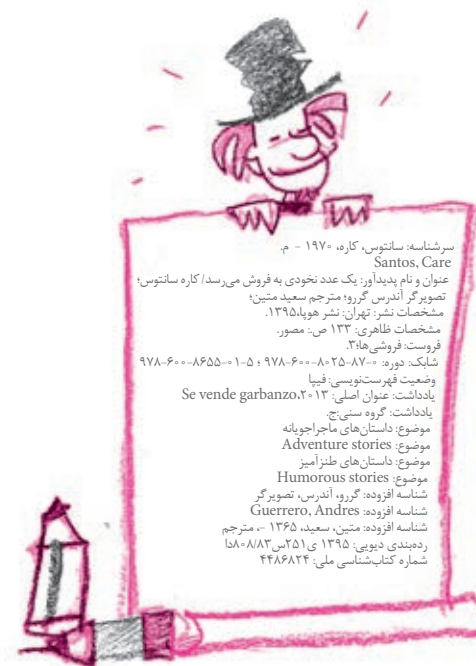 سرشناسه: سانتوس، کاره، ۱۹۷۰ - م.
Santos, Care
عنوان و نام پدیدآور: یک عدد نخودی به فروش می‌رسد/ کاره سانتوس؛
تصویرگر آندرس گررو؛ مترجم سعید متین؛
مشخصات نشر: تهران: نشر هوپا،۱۳۹۵.
مشخصات ظاهری: ۱۳۳ ص.: مصور.
فروست: فروشی‌ها؛۳.
شابک: دوره: ۰-۸۷-۸۰۲۵-۶۰۰-۹۷۸ ؛ ۵-۰۱-۸۶۵۵-۶۰۰-۹۷۸
وضعیت فهرست‌نویسی: فیپا
یادداشت: عنوان اصلی: Se vende garbanzo،۲۰۱۳.
یادداشت: گروه سنی:ج.
موضوع: داستان‌های ماجراجویانه
موضوع: Adventure stories
موضوع: داستان‌های طنزآمیز
موضوع: Humorous stories
شناسه افزوده: گررو، آندرس، تصویرگر
شناسه افزوده: Guerrero, Andres
شناسه افزوده: متین، سعید، ۱۳۶۵ -، مترجم
رده‌بندی دیویی: ۱۳۹۵ ی۲۵۱س۸۰۸/۸۳دا
شماره کتاب‌شناسی ملی: ۴۴۸۶۸۲۴